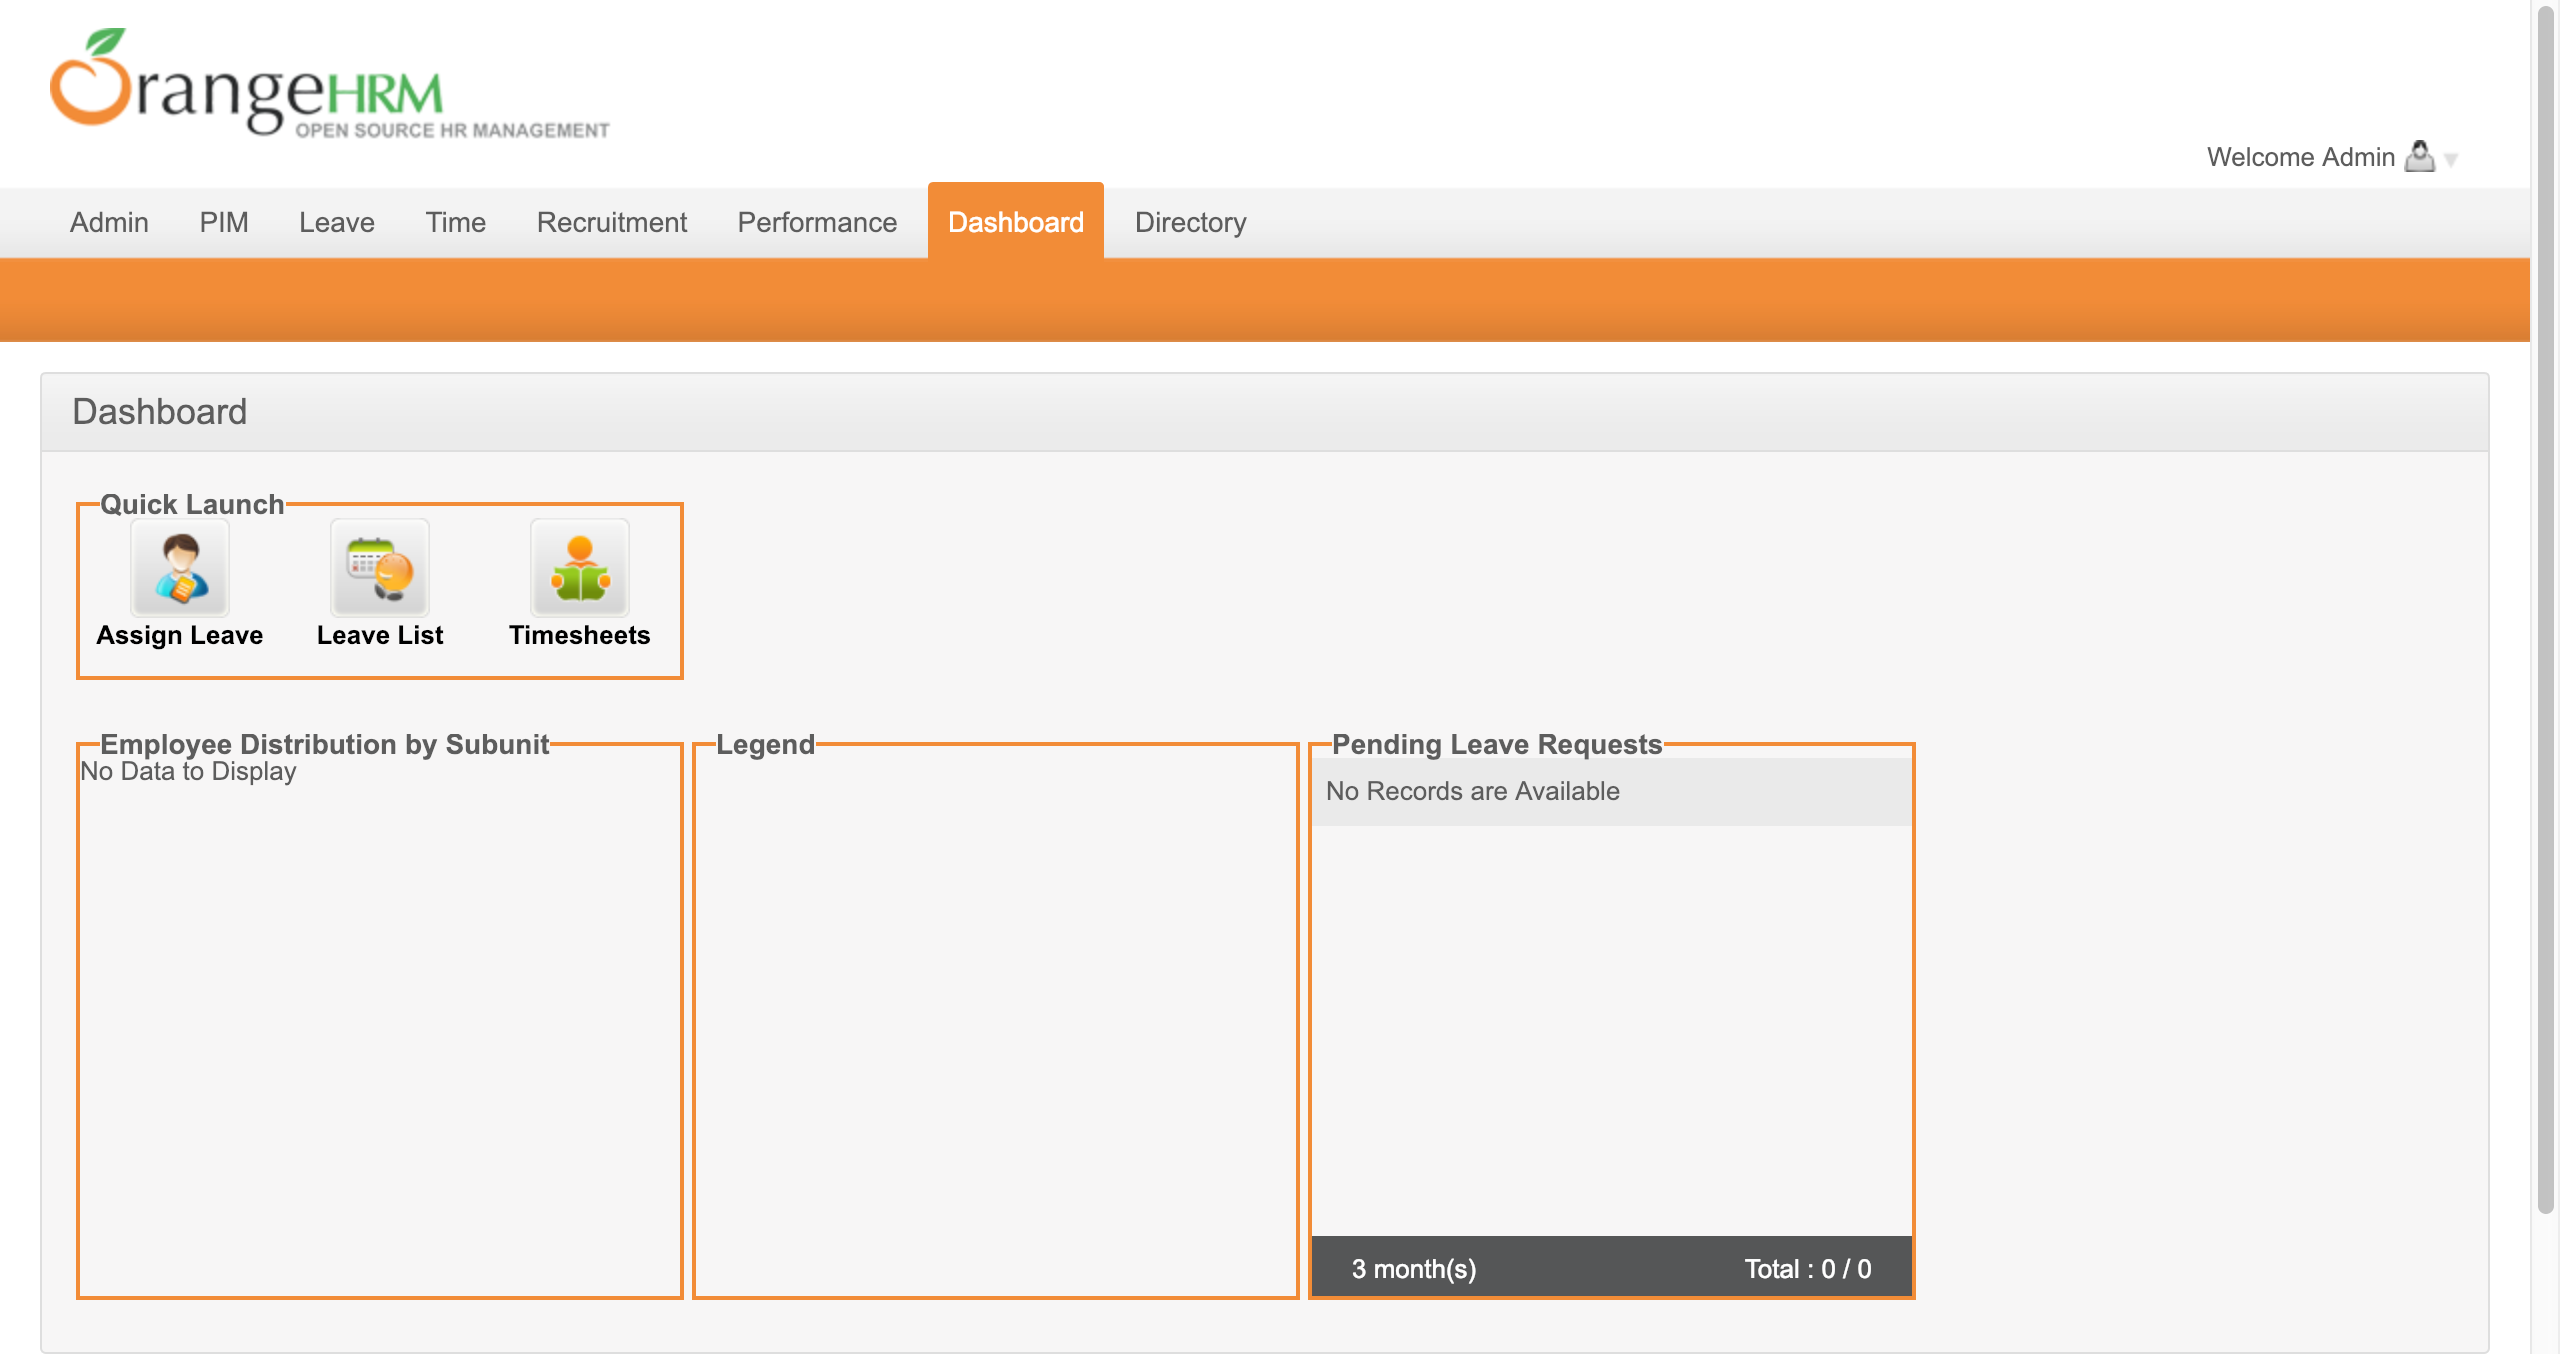 OrangeHRM
OPEN SOURCE HR MANAGEMENT
Welcome Admin
Admin PIM Leave Time Recruitment Performance Dashboard Directory
Dashboard
Quick Launch
Assign Leave Leave List Timesheets
Employee Distribution by Subunit
No Data to Display
Legend
Pending Leave Requests
No Records are Available
3 month(s) Total : 0 / 0